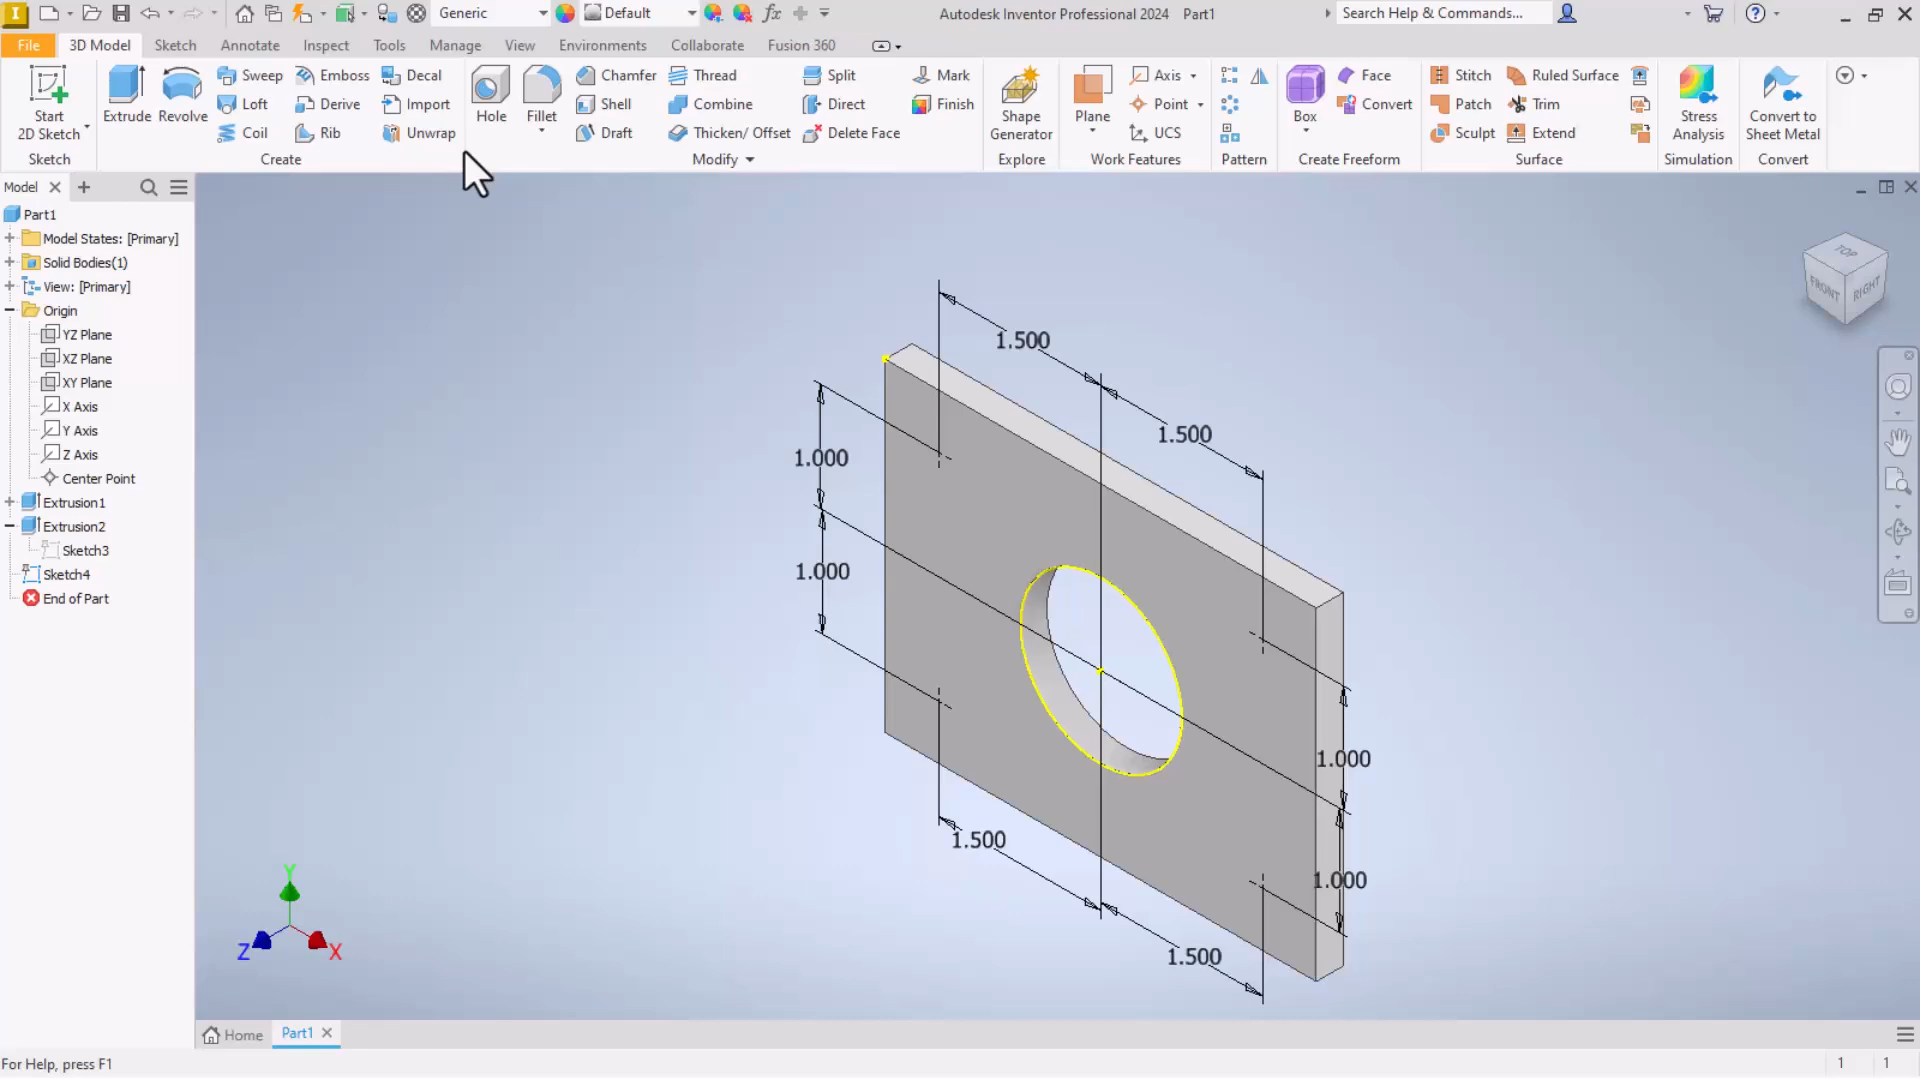 Generic
Default
fx
Autodesk Inventor Professional 2024 Part1
Search Help & Commands...
File
3D Model
Sketch
Annotate
Inspect
Tools
Manage
View
Environments
Collaborate
Fusion 360
Start
2D Sketch
Extrude
Revolve
Sweep
Loft
Coil
Emboss
Derive
Rib
Decal
Import
Unwrap
Hole
Fillet
Chamfer
Shell
Draft
Thread
Combine
Thicken/ Offset
Split
Direct
Delete Face
Mark
Finish
Shape
Generator
Plane
Axis
Point
UCS
Box
Face
Convert
Stitch
Patch
Sculpt
Ruled Surface
Trim
Extend
Stress
Analysis
Convert to
Sheet Metal
Sketch
Create
Modify
Explore
Work Features
Pattern
Create Freeform
Surface
Simulation
Convert
Model
Part1
Model States: [Primary]
Solid Bodies(1)
View: [Primary]
Origin
YZ Plane
XZ Plane
XY Plane
X Axis
Y Axis
Z Axis
Center Point
Extrusion1
Extrusion2
Sketch3
Sketch4
End of Part
TOP
FRONT
RIGHT
1.500
1.500
1.000
1.000
1.000
1.000
1.500
1.500
Y
Z
X
Home
Part1
For Help, press F1
1
1